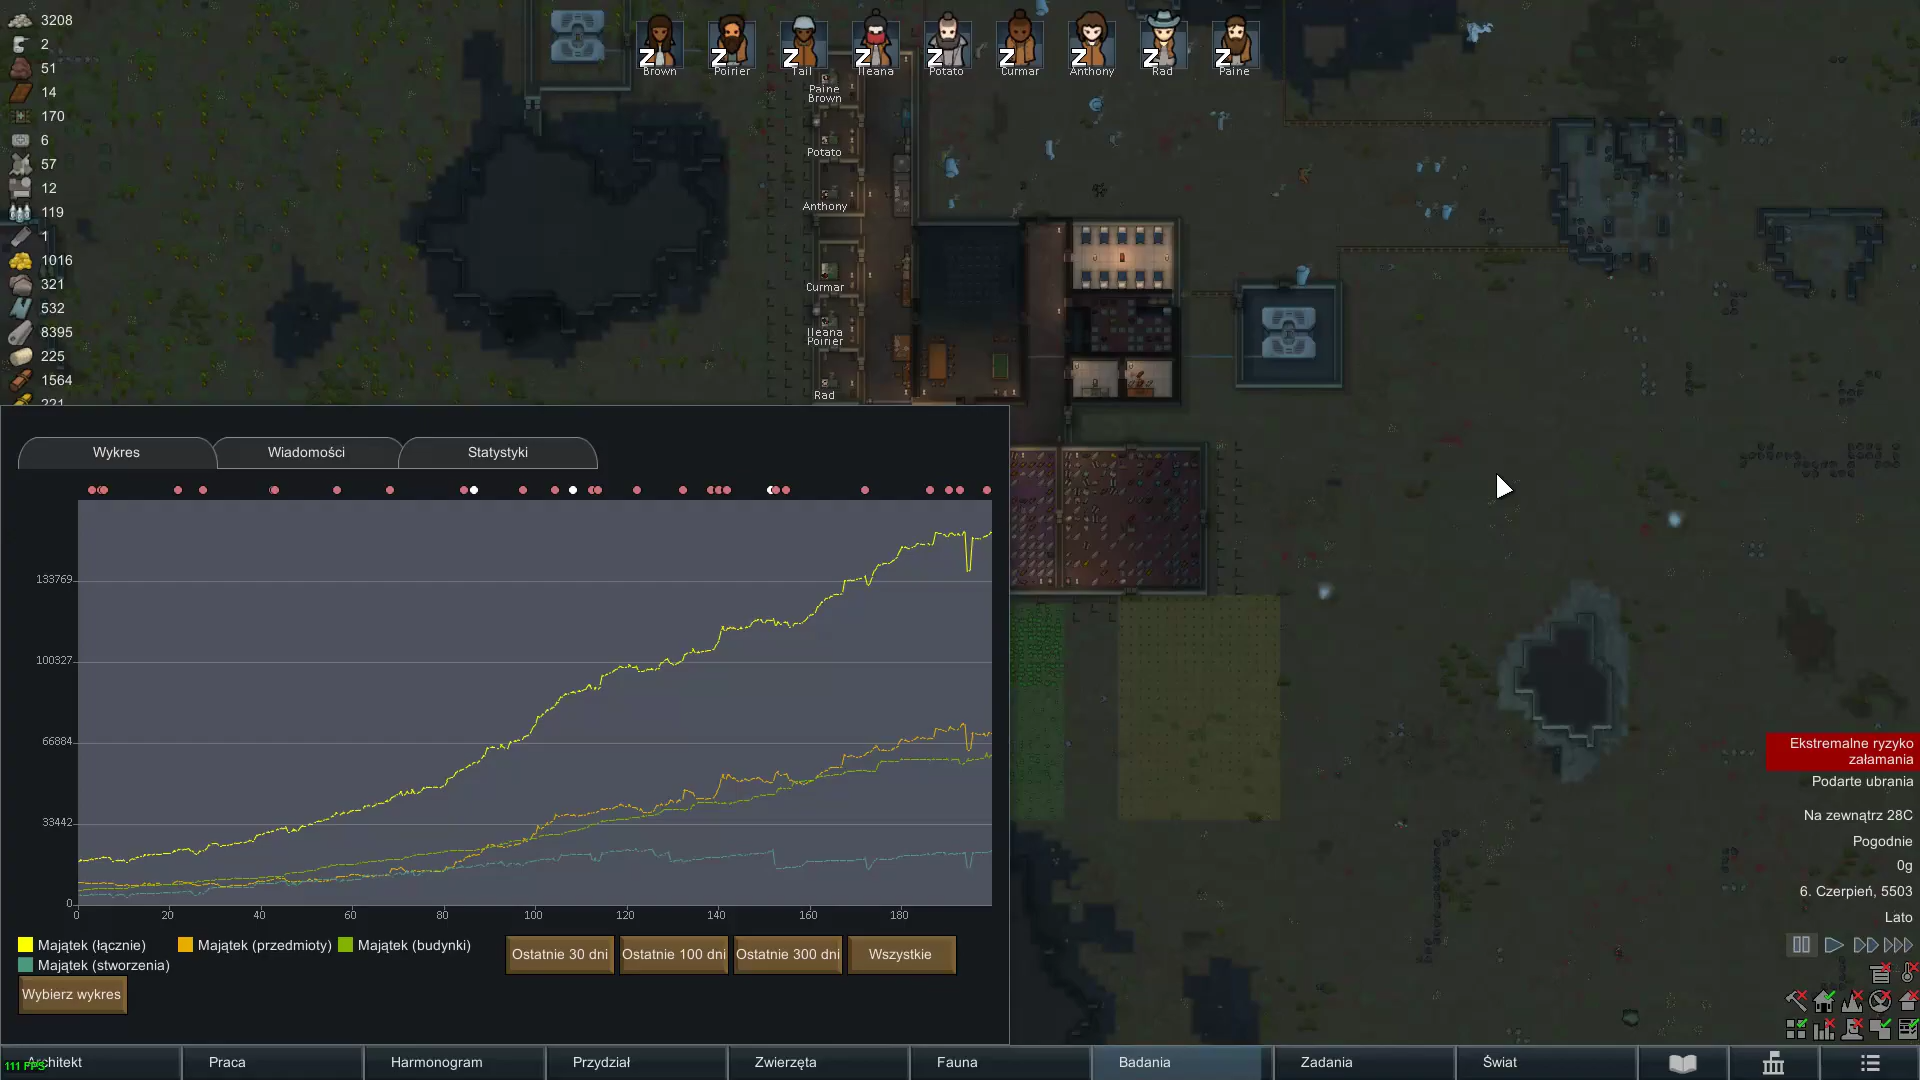 3208
2
51
14
170
6
57
12
119
1
1016
321
532
8395
225
1564
221
Z Z Z Z Z Z Z Z Z
Brown Poirier Tail Ileana Potato Curmar Anthony Rad Paine
Paine
Brown
Potato
Anthony
Curmar
Ileana
Poirier
Rad
Wykres Wiadomości Statystyki
133769
100327
66884
33442
0
0 20 40 60 80 100 120 140 160 180
Majątek (łącznie) Majątek (przedmioty) Majątek (budynki)
Majątek (stworzenia)
Ostatnie 30 dni Ostatnie 100 dni Ostatnie 300 dni Wszystkie
Wybierz wykres
Ekstremalne ryzyko
załamania
Podarte ubrania
Na zewnątrz 28C
Pogodnie
0g
6. Czerpień, 5503
Lato
111 FPS
Architekt Praca Harmonogram Przydział Zwierzęta Fauna Badania Zadania Świat